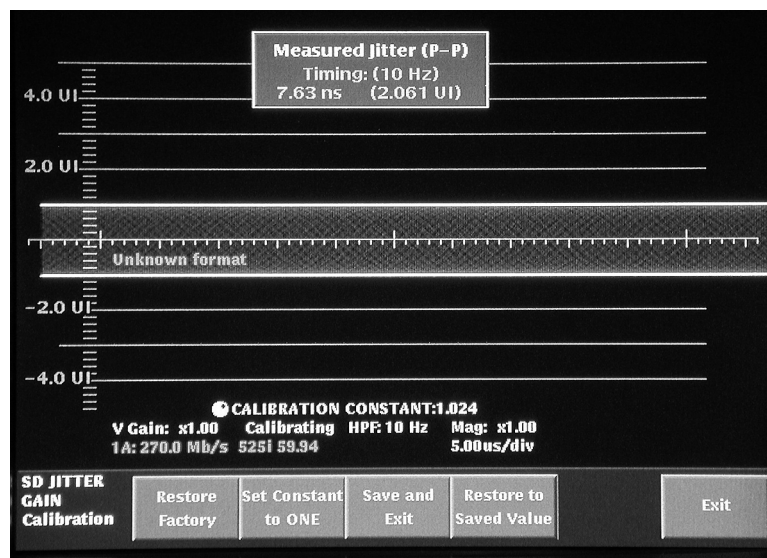 Measured Jitter (P-P)
Timing: (10 Hz)
7.63 ns (2.061 UI)
4.0 UI
2.0 UI
Unknown format
-2.0 UI
-4.0 UI
CALIBRATION CONSTANT:1.024
V Gain: x1.00 Calibrating HPF: 10 Hz Mag: x1.00
1A: 270.0 Mb/s 525i 59.94 5.00us/div
SD JITTER
GAIN
Calibration
Restore
Factory
Set Constant
to ONE
Save and
Exit
Restore to
Saved Value
Exit